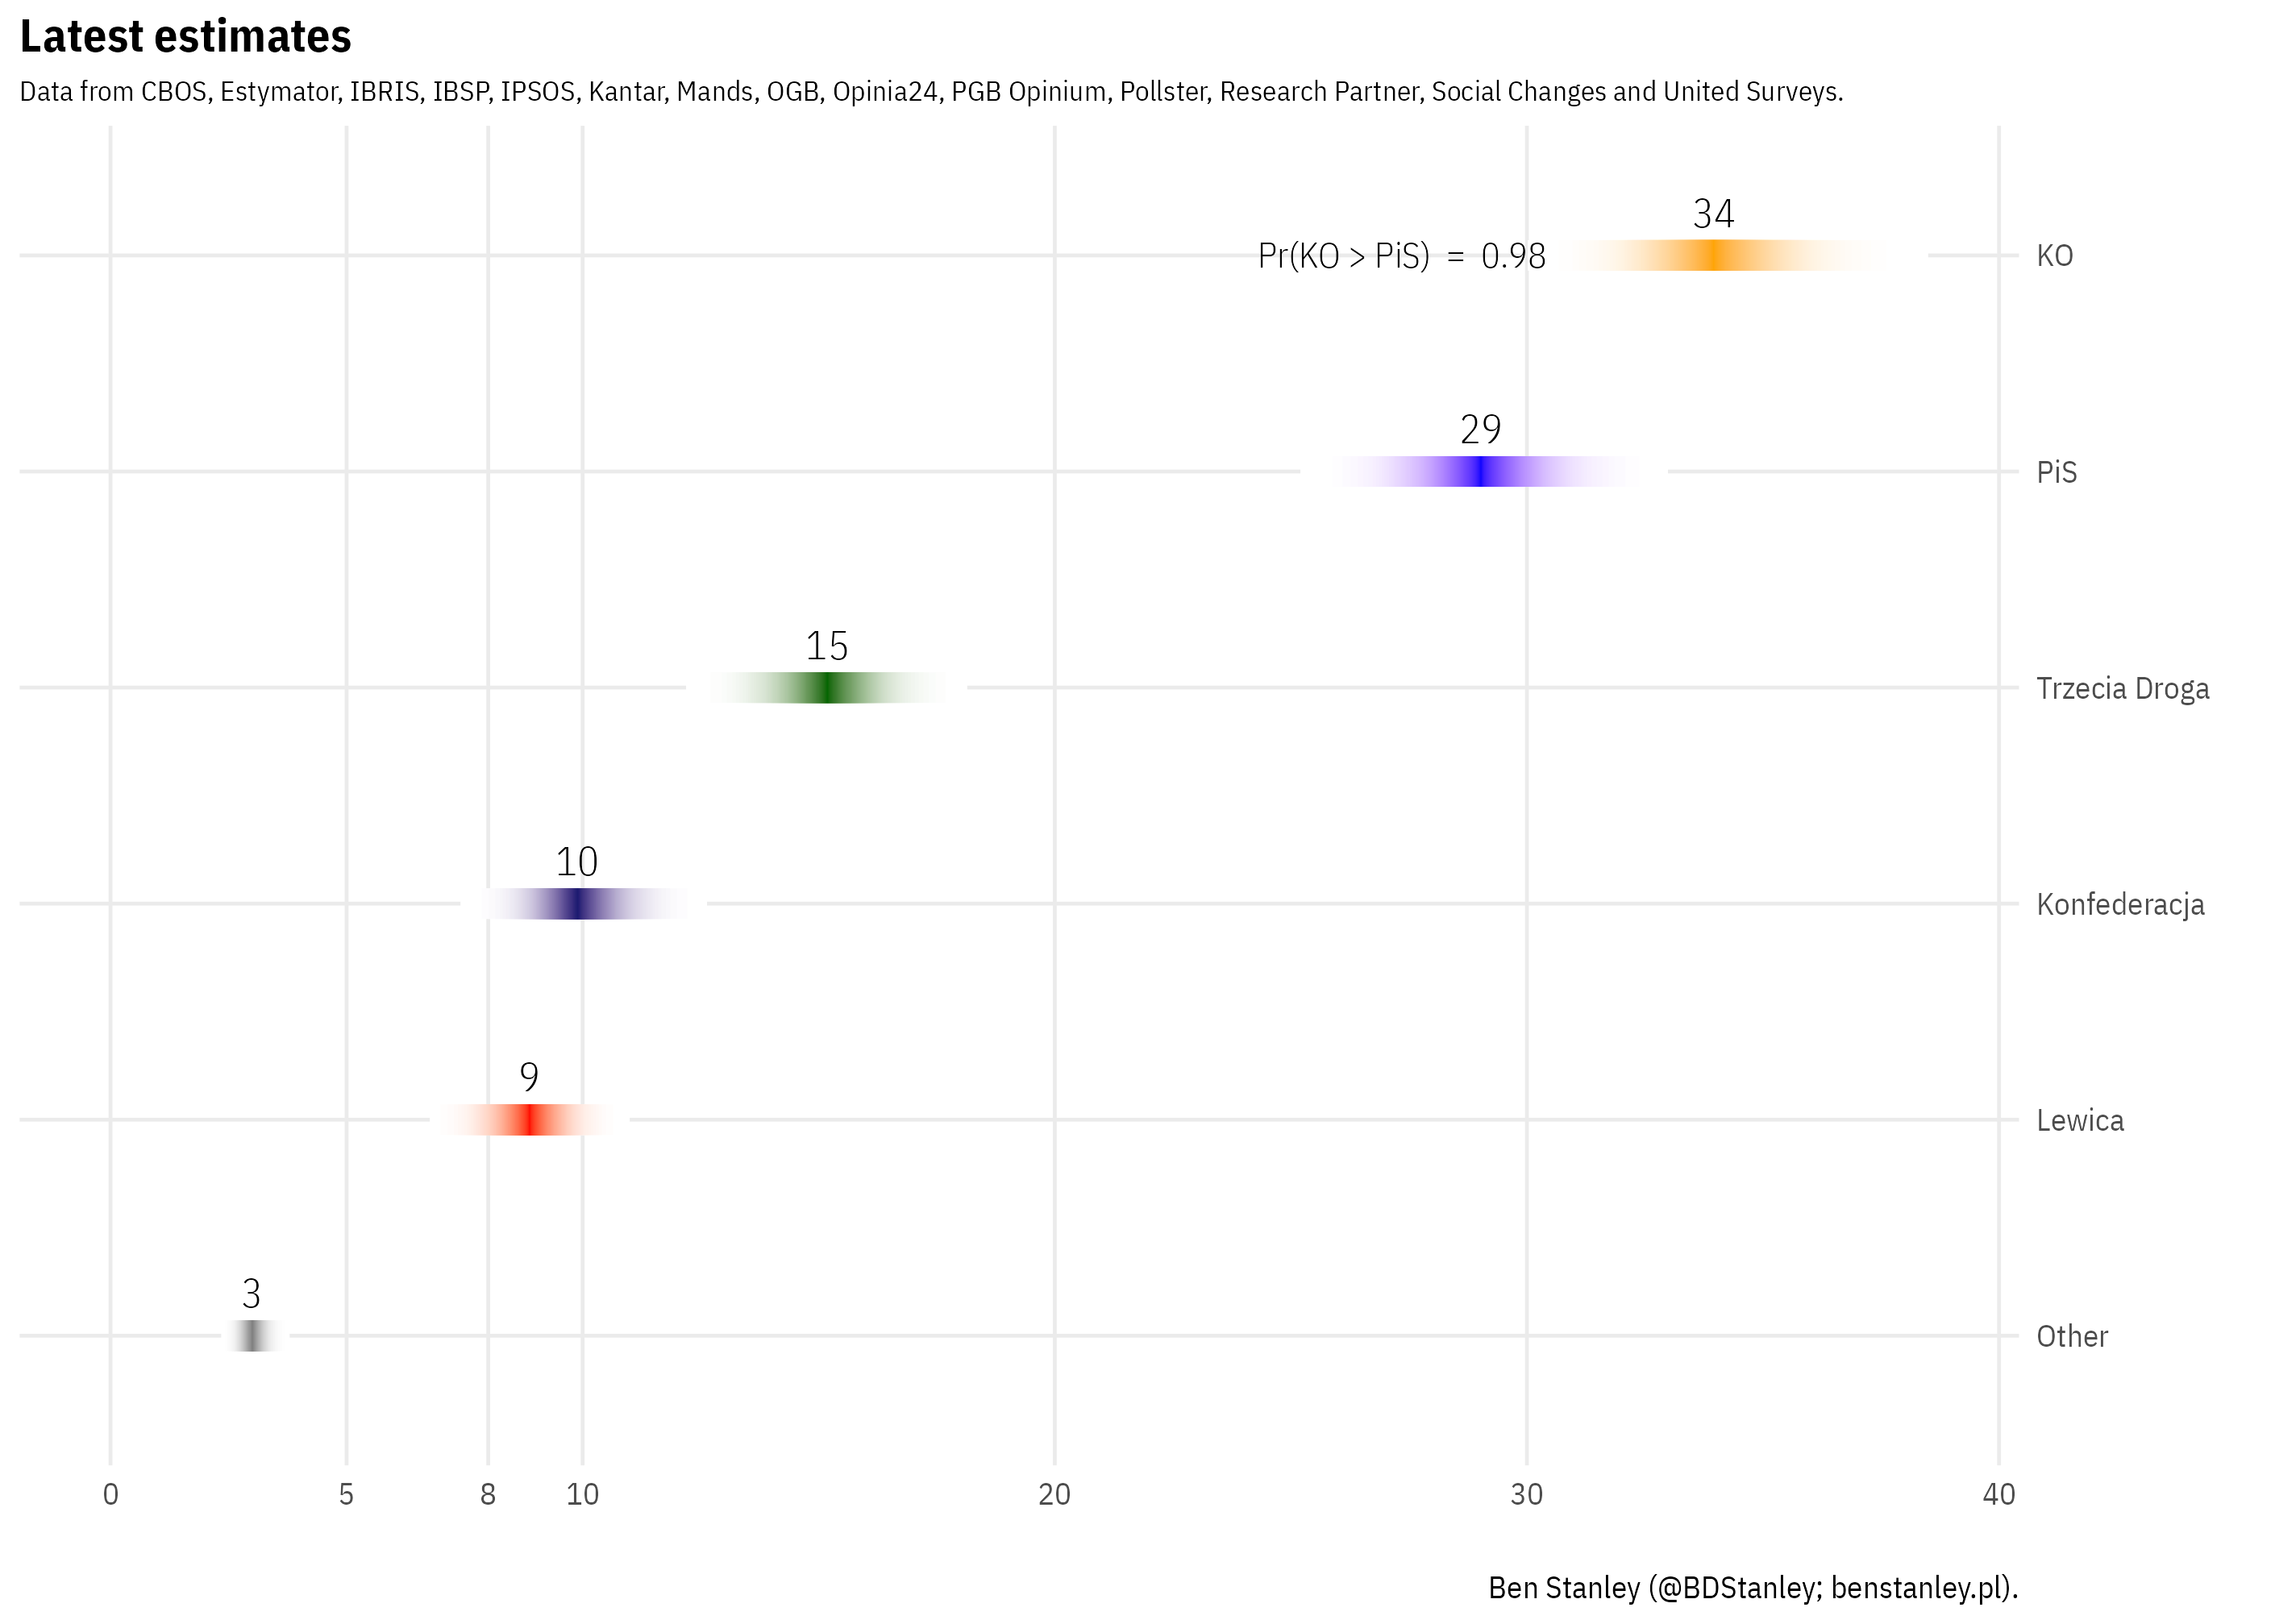 Latest estimates
Data from CBOS, Estymator, IBRIS, IBSP, IPSOS, Kantar, Mands, OGB, Opinia24, PGB Opinium, Pollster, Research Partner, Social Changes and United Surveys.
34
Pr(KO > PiS) = 0.98
KO
29
PiS
15
Trzecia Droga
10
Konfederacja
9
Lewica
3
Other
0 5 8 10 20 30 40
Ben Stanley (@BDStanley; benstanley.pl).